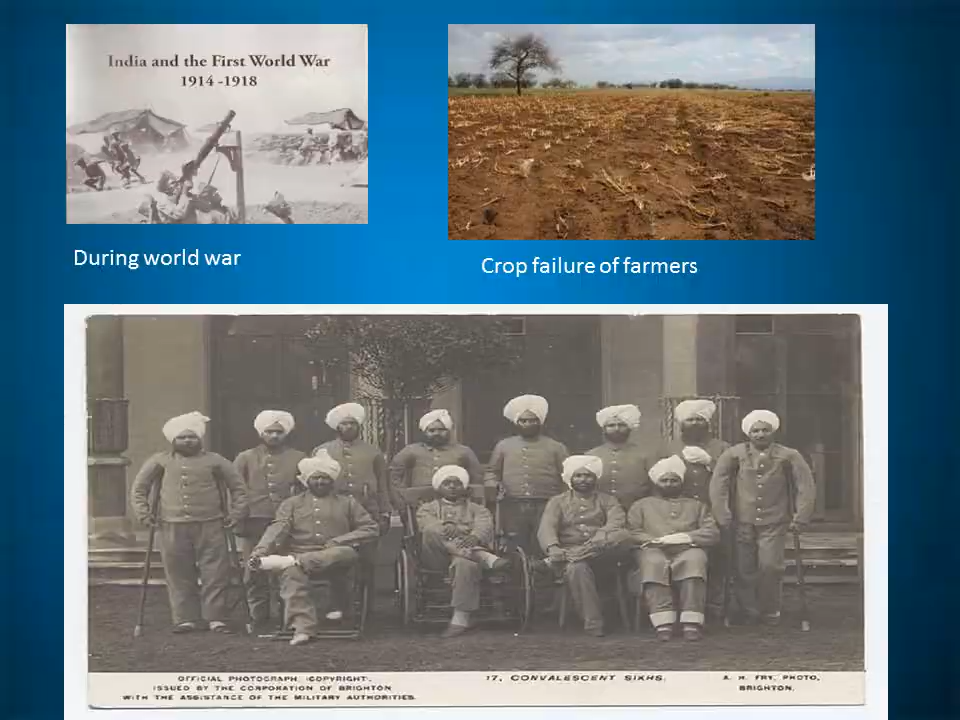 India and the First World War
1914 -1918
During world war
Crop failure of farmers
OFFICIAL PHOTOGRAPH, (COPYRIGHT).
ISSUED BY THE CORPORATION OF BRIGHTON
WITH THE ASSISTANCE OF THE MILITARY AUTHORITIES.
17. CONVALESCENT SIKHS.
A. H. FRY, PHOTO,
BRIGHTON.